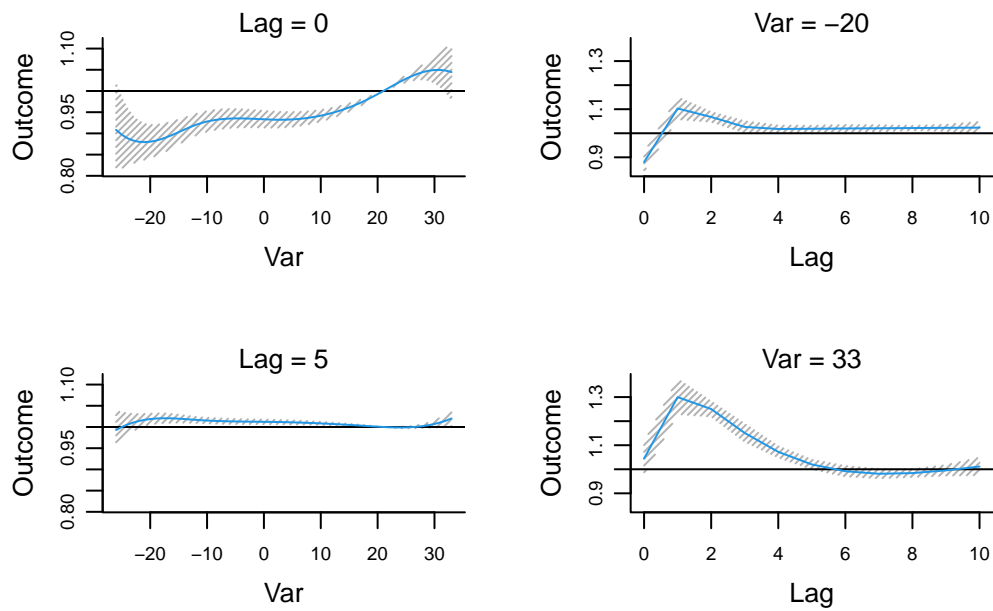 Lag = 0
Outcome
0.80 0.95 1.10
−20 −10 0 10 20 30
Var
Var = −20
Outcome
0.9 1.1 1.3
0 2 4 6 8 10
Lag
Lag = 5
Outcome
0.80 0.95 1.10
−20 −10 0 10 20 30
Var
Var = 33
Outcome
0.9 1.1 1.3
0 2 4 6 8 10
Lag